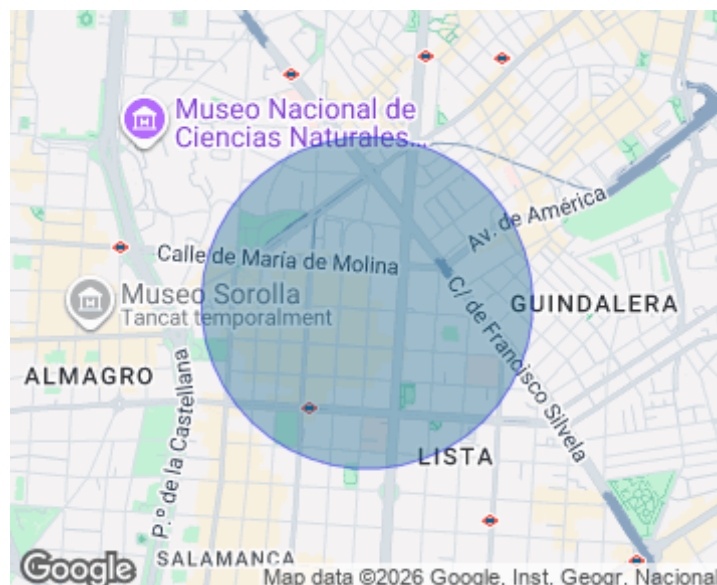 Museo Nacional de
Ciencias Naturales...
Av. de América
Calle de María de Molina
Museo Sorolla
Tancat temporalment
C/ de Francisco Silvela
GUINDALERA
ALMAGRO
P.º de la Castellana
LISTA
SALAMANCA
Google
Map data ©2026 Google, Inst. Geogr. Nacional